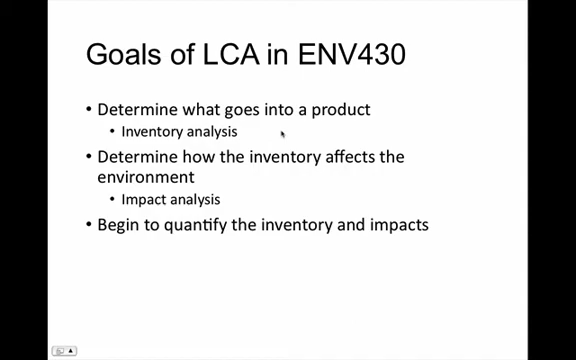 Goals of LCA in ENV430
• Determine what goes into a product
• Inventory analysis
• Determine how the inventory affects the
environment
• Impact analysis
• Begin to quantify the inventory and impacts